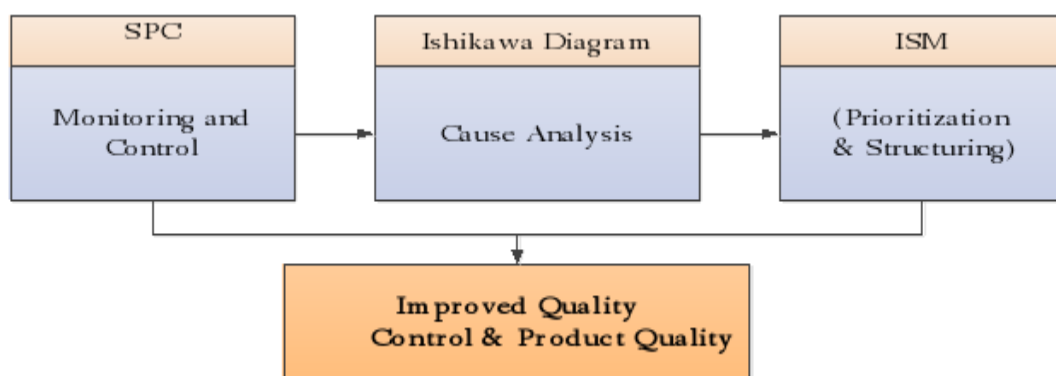 SPC
Monitoring and
Control
Ishikawa Diagram
Cause Analysis
ISM
(Prioritization
& Structuring)
Improved Quality
Control & Product Quality